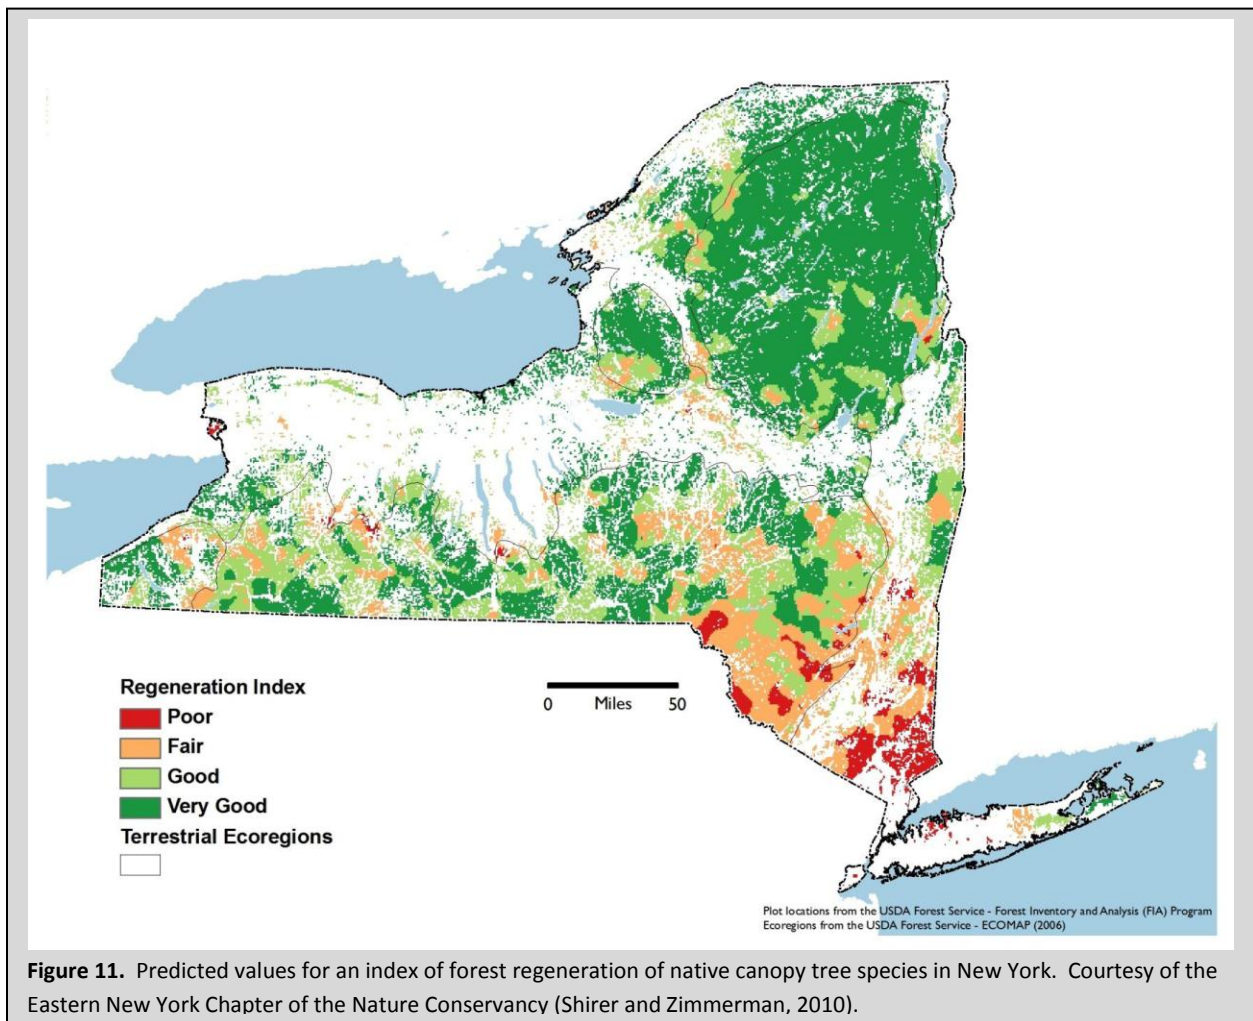 Regeneration Index
Poor
Fair
Good
Very Good
Terrestrial Ecoregions
0 Miles 50
Plot locations from the USDA Forest Service - Forest Inventory and Analysis (FIA) Program
Ecoregions from the USDA Forest Service - ECOMAP (2006)
Figure 11. Predicted values for an index of forest regeneration of native canopy tree species in New York. Courtesy of the
Eastern New York Chapter of the Nature Conservancy (Shirer and Zimmerman, 2010).